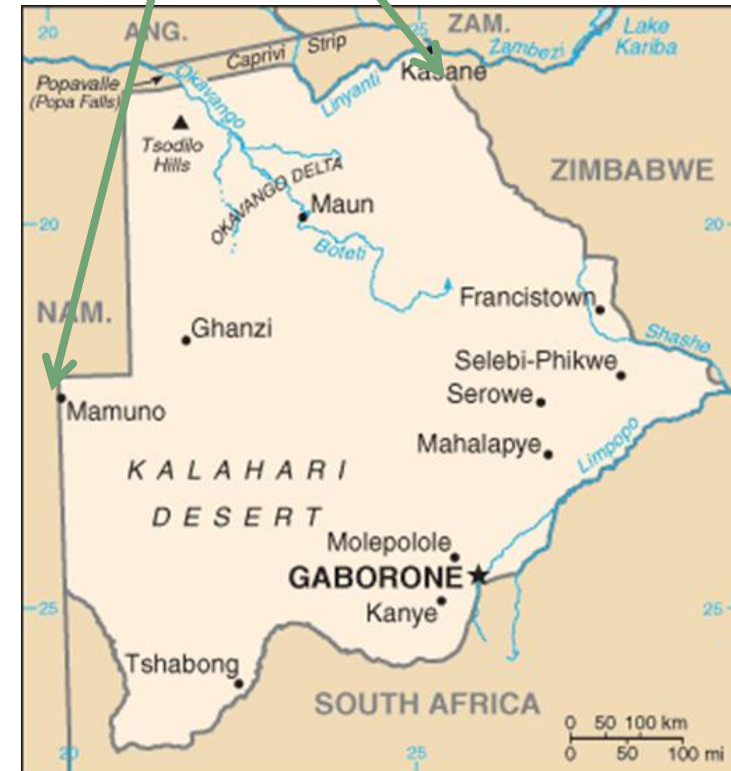 20
ANG.
25
ZAM.
Lake
Kariba
Zambezi
Caprivi Strip
Kasane
Popavalle
(Popa Falls)
Okavango
Linyanti
Tsodilo
Hills
ZIMBABWE
OKAVANGO DELTA
Maun
20
20
Boteti
NAM.
Francistown
Ghanzi
Shashe
Selebi-Phikwe
Serowe
Mamuno
Mahalapye
Limpopo
KALAHARI
DESERT
Molepolole
GABORONE
25
Kanye
25
Tshabong
SOUTH AFRICA
0 50 100 km
0 50 100 mi
20
25